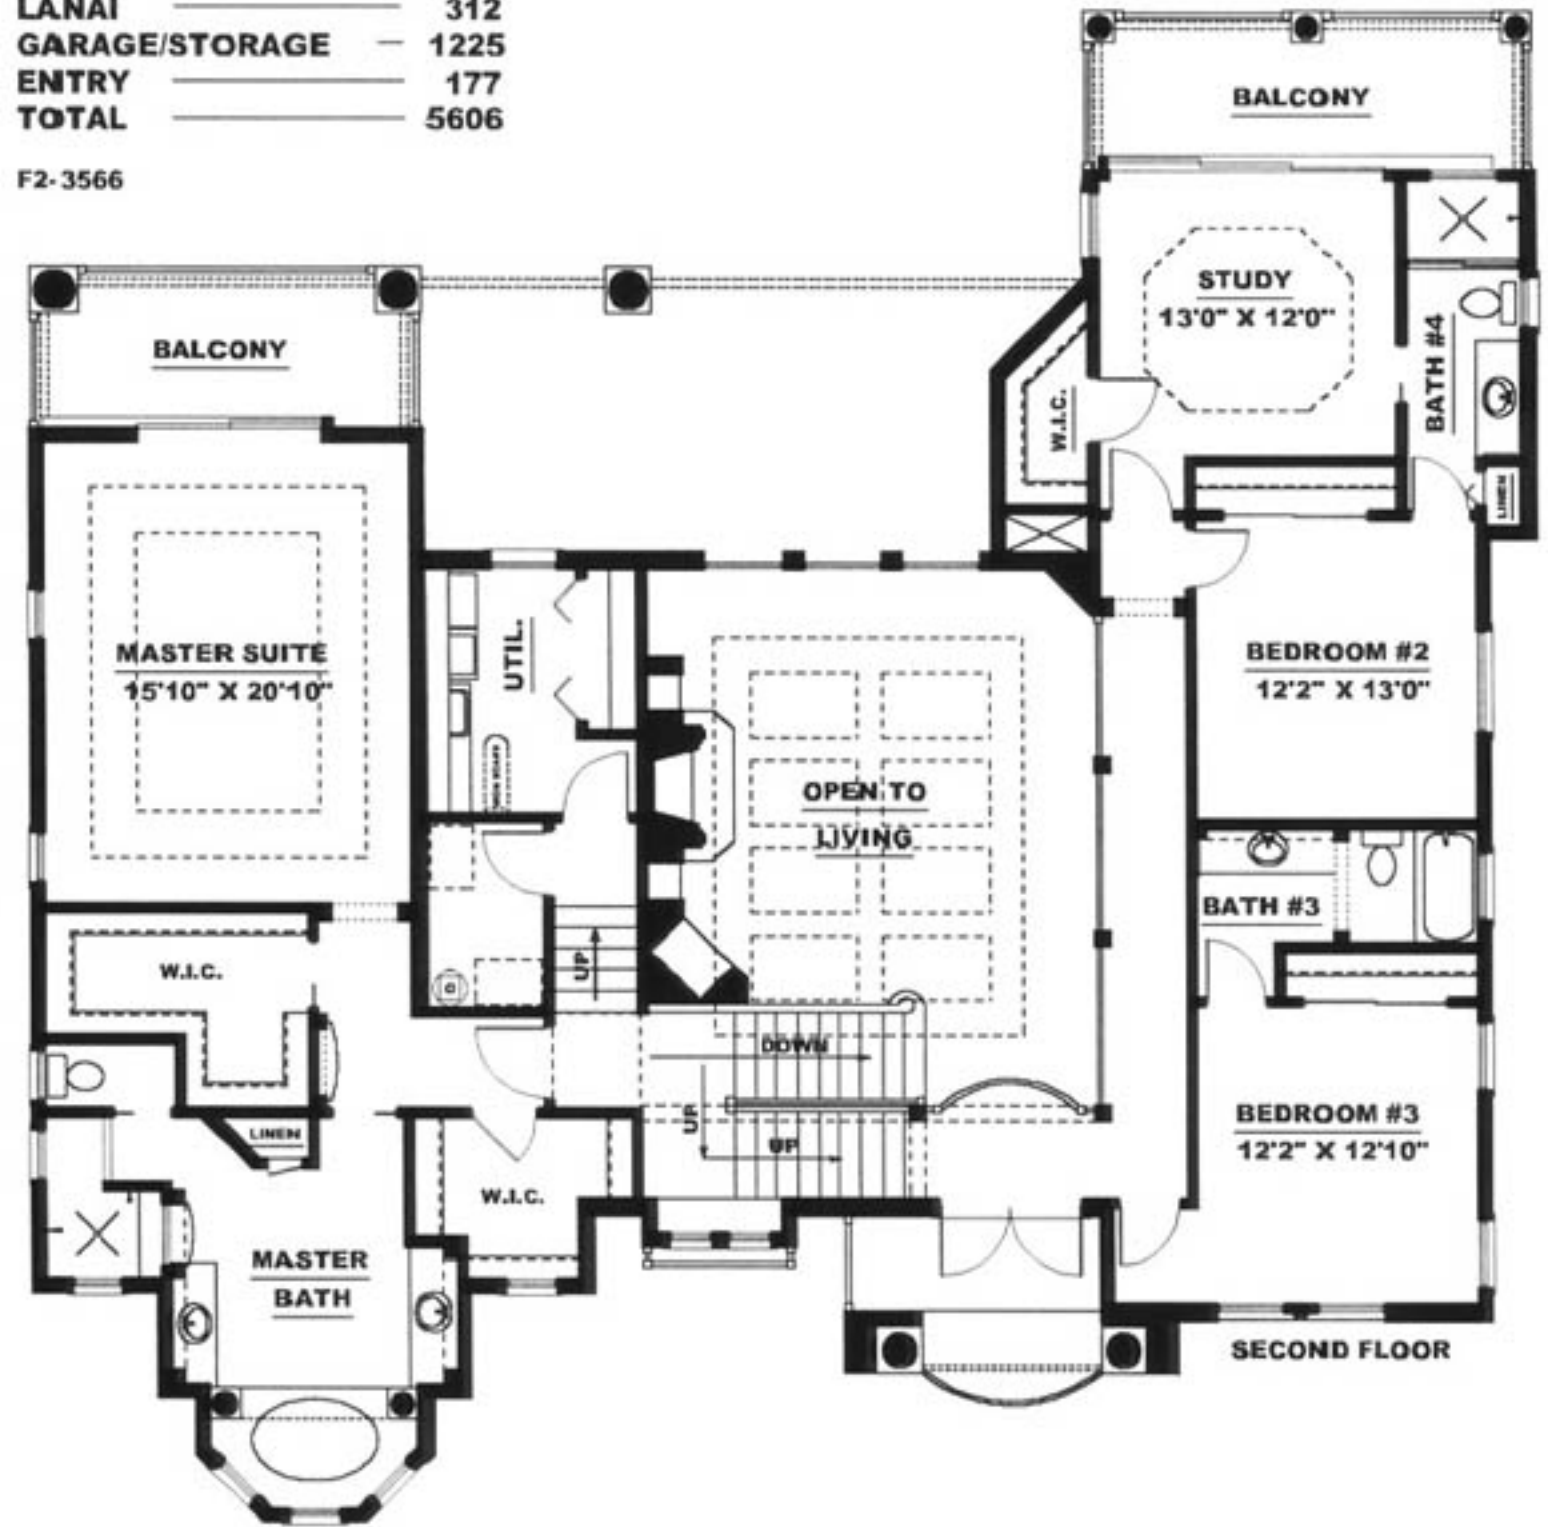 LANAI 312
GARAGE/STORAGE 1225
ENTRY 177
TOTAL 5606
F2-3566
BALCONY
STUDY
13'0" X 12'0"
BATH #4
W.I.C.
LINEN
BALCONY
MASTER SUITE
15'10" X 20'10"
UTIL.
OPEN TO
LIVING
BEDROOM #2
12'2" X 13'0"
BATH #3
W.I.C.
UP
DOWN
UP
UP
LINEN
W.I.C.
MASTER
BATH
BEDROOM #3
12'2" X 12'10"
SECOND FLOOR